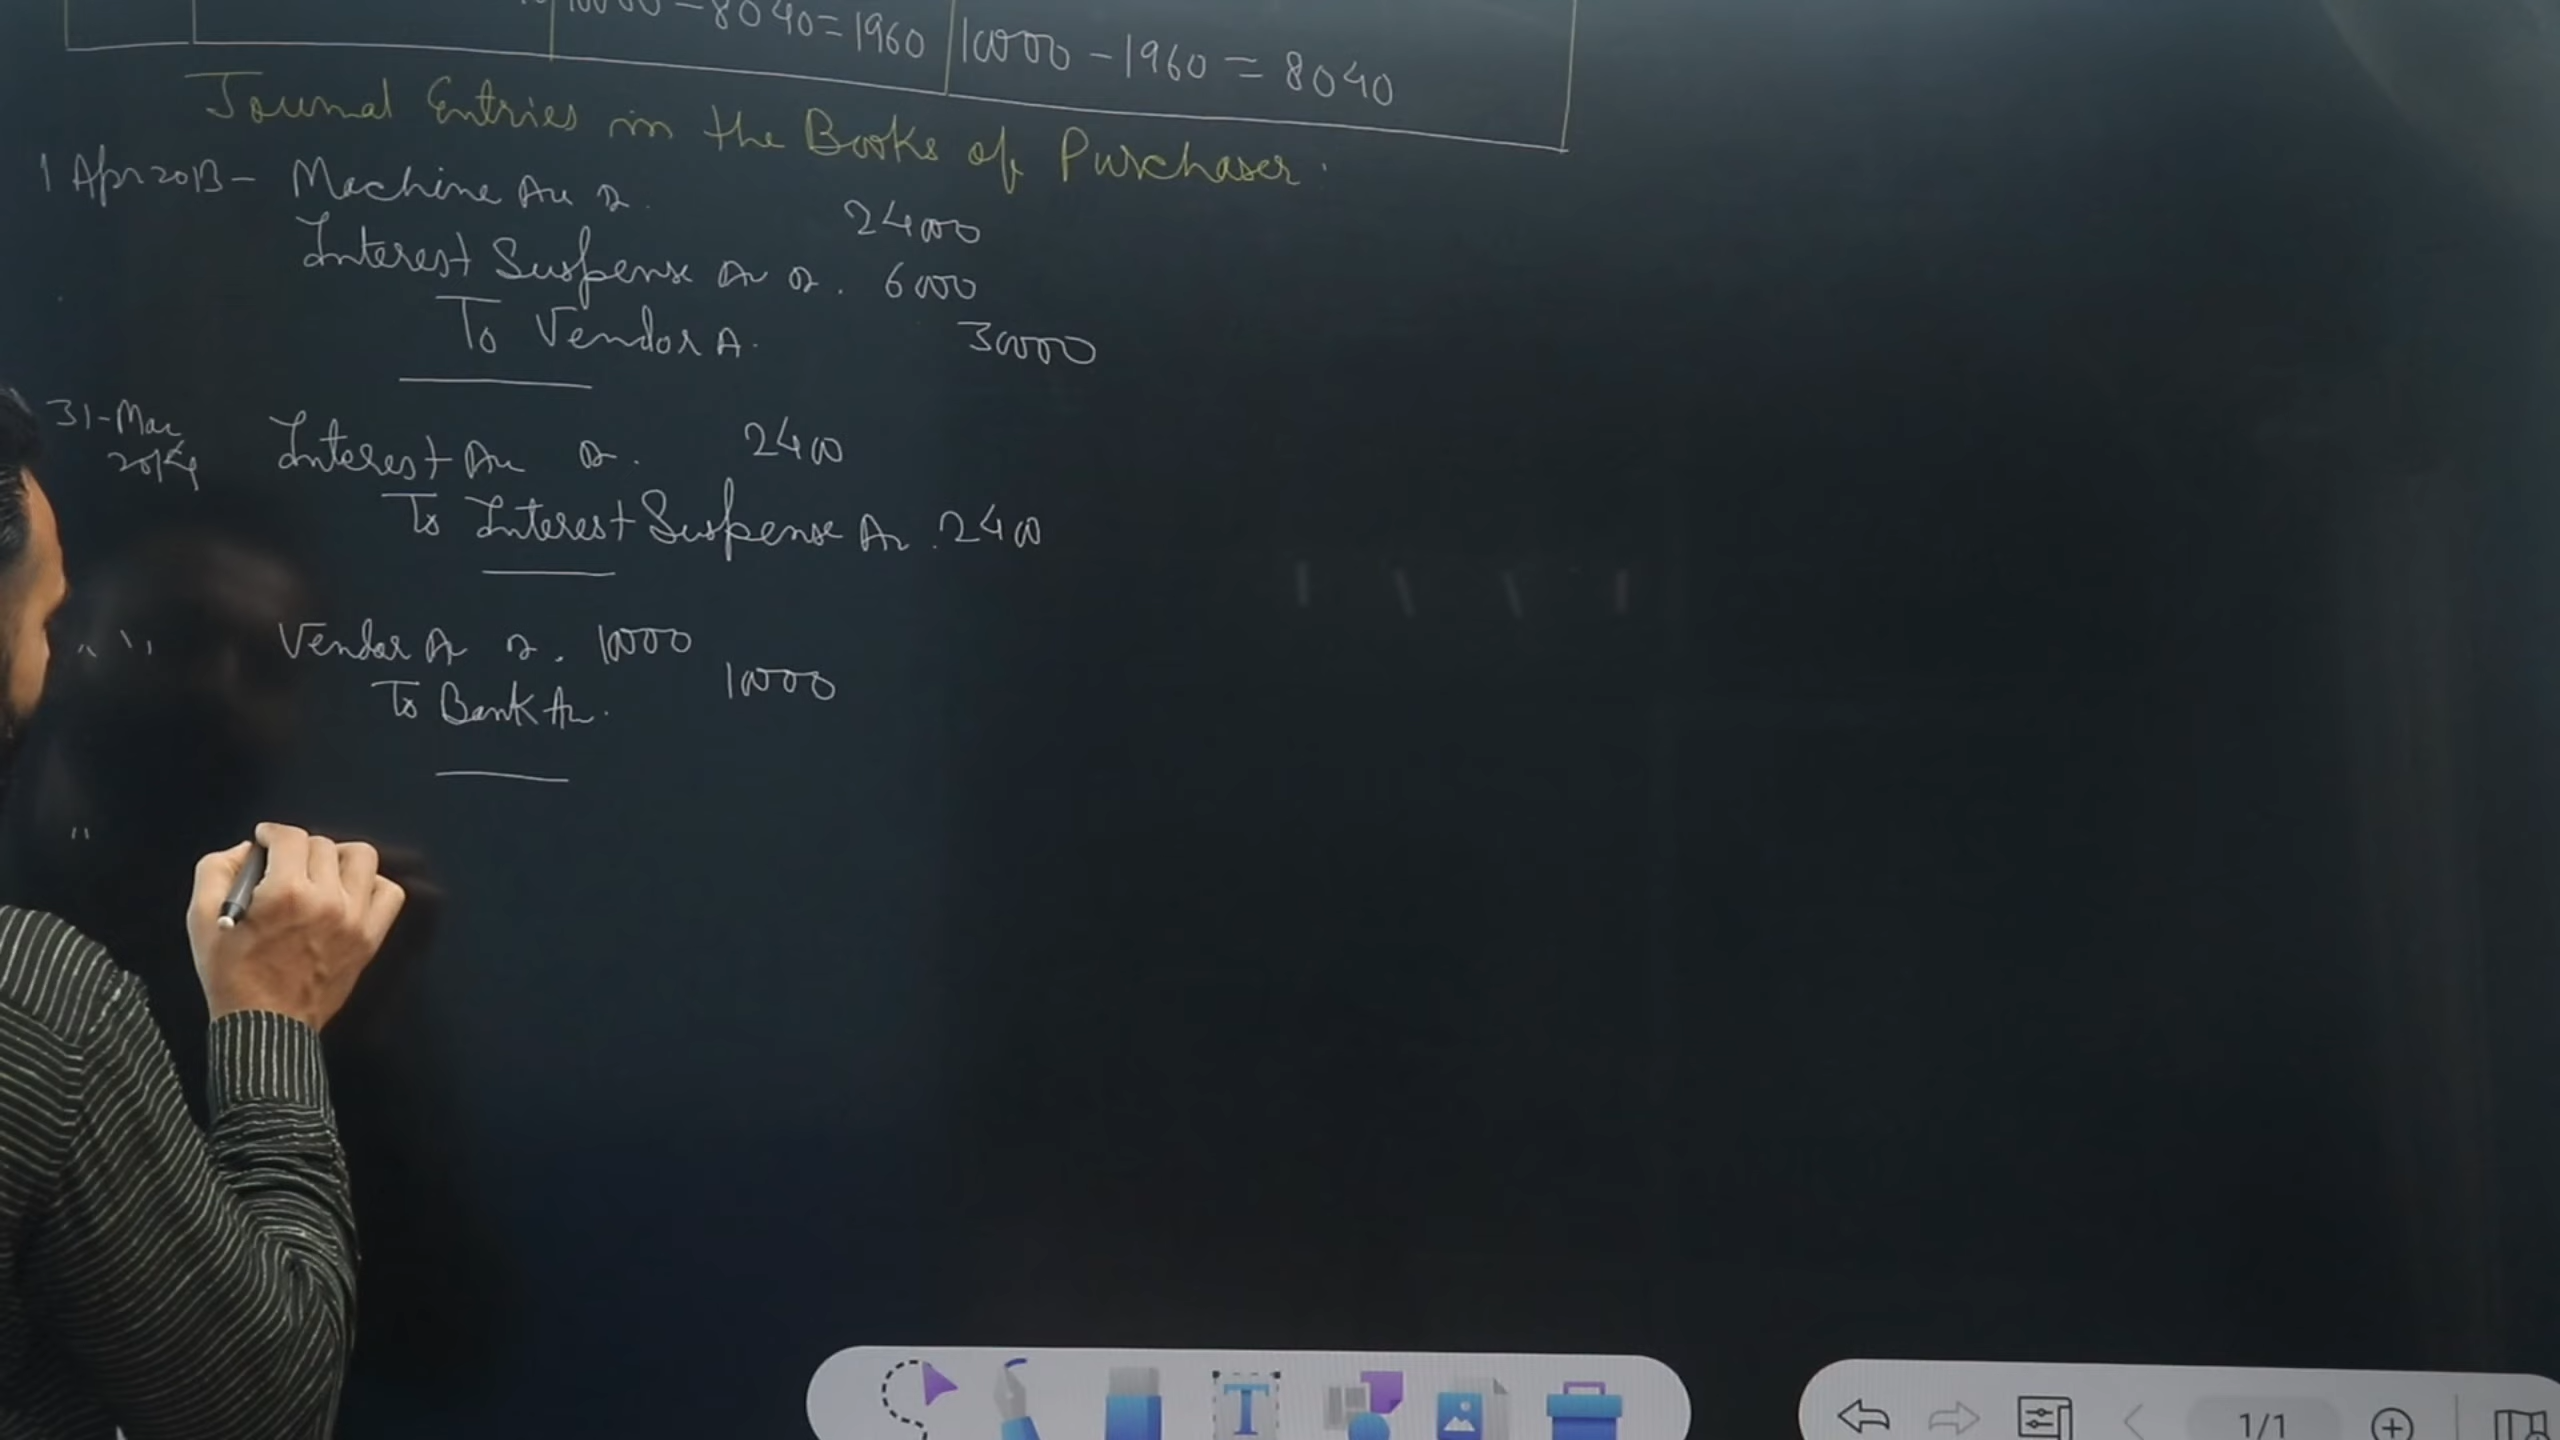 10000 - 8040 = 1960
10000 - 1960 = 8040
Journal Entries in the Books of Purchaser.
1 Apr 2013 - Machine A/c Dr. 24000
Interest Suspense A/c Dr. 6000
To Vendor A. 30000
31-Mar 2014 Interest A/c Dr. 2400
To Interest Suspense A/c. 2400
" " Vendor A/c Dr. 10000
To Bank A/c. 10000
"
T
1/1